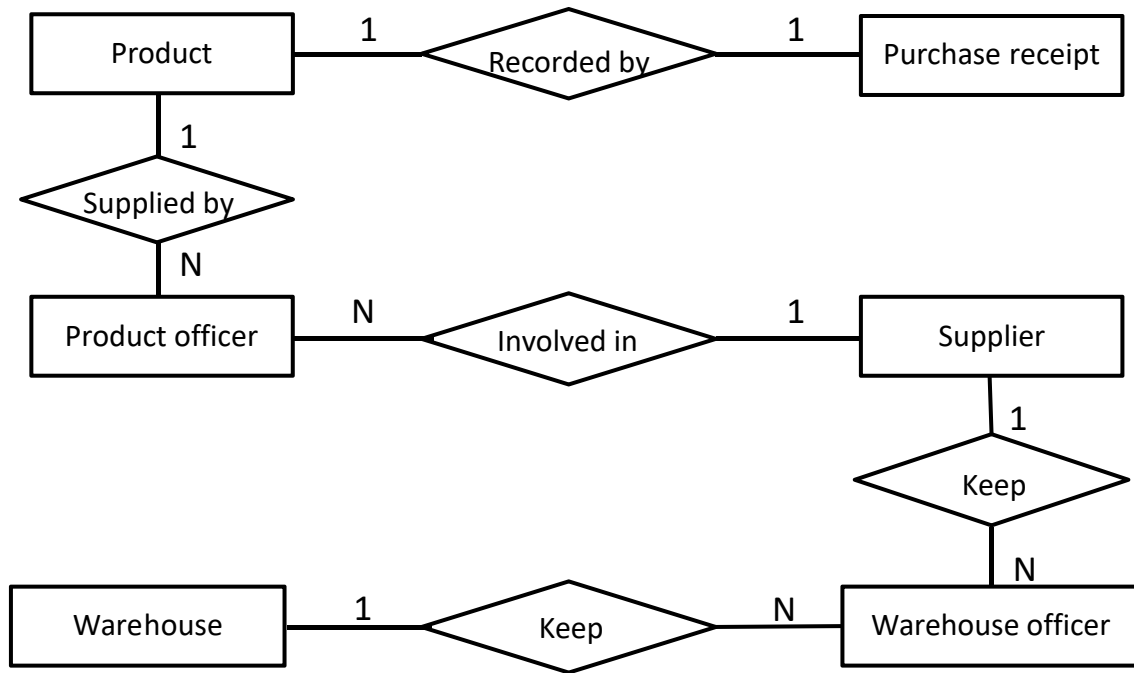 Product
1
Recorded by
1
Purchase receipt
1
Supplied by
N
Product officer
N
Involved in
1
Supplier
1
Keep
N
Warehouse
1
Keep
N
Warehouse officer